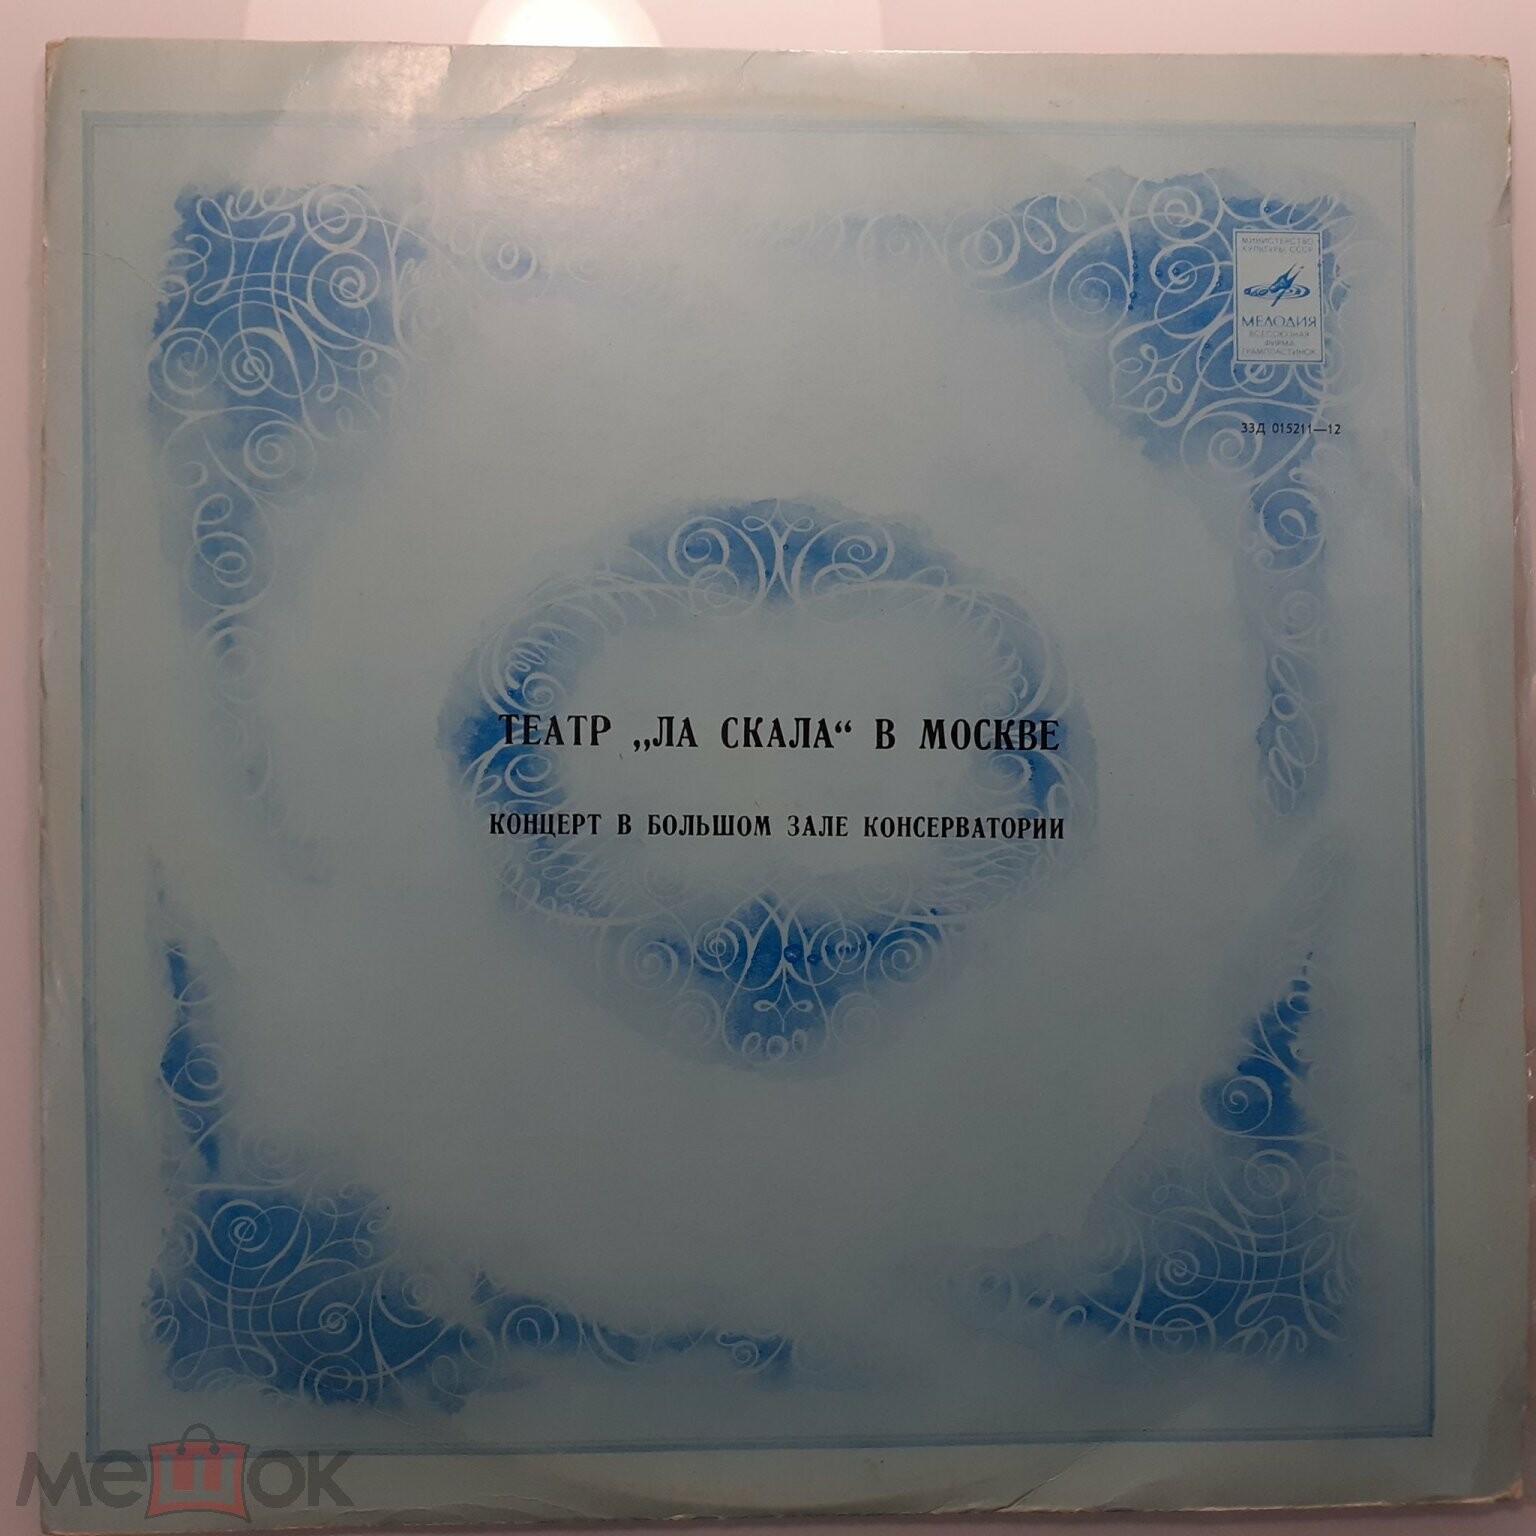 МИНИСТЕРСТВО
КУЛЬТУРЫ СССР
МЕЛОДИЯ
ВСЕСОЮЗНАЯ
ФИРМА
ГРАМПЛАСТИНОК
33Д 015211—12
ТЕАТР „ЛА СКАЛА“ В МОСКВЕ
КОНЦЕРТ В БОЛЬШОМ ЗАЛЕ КОНСЕРВАТОРИИ
мешок